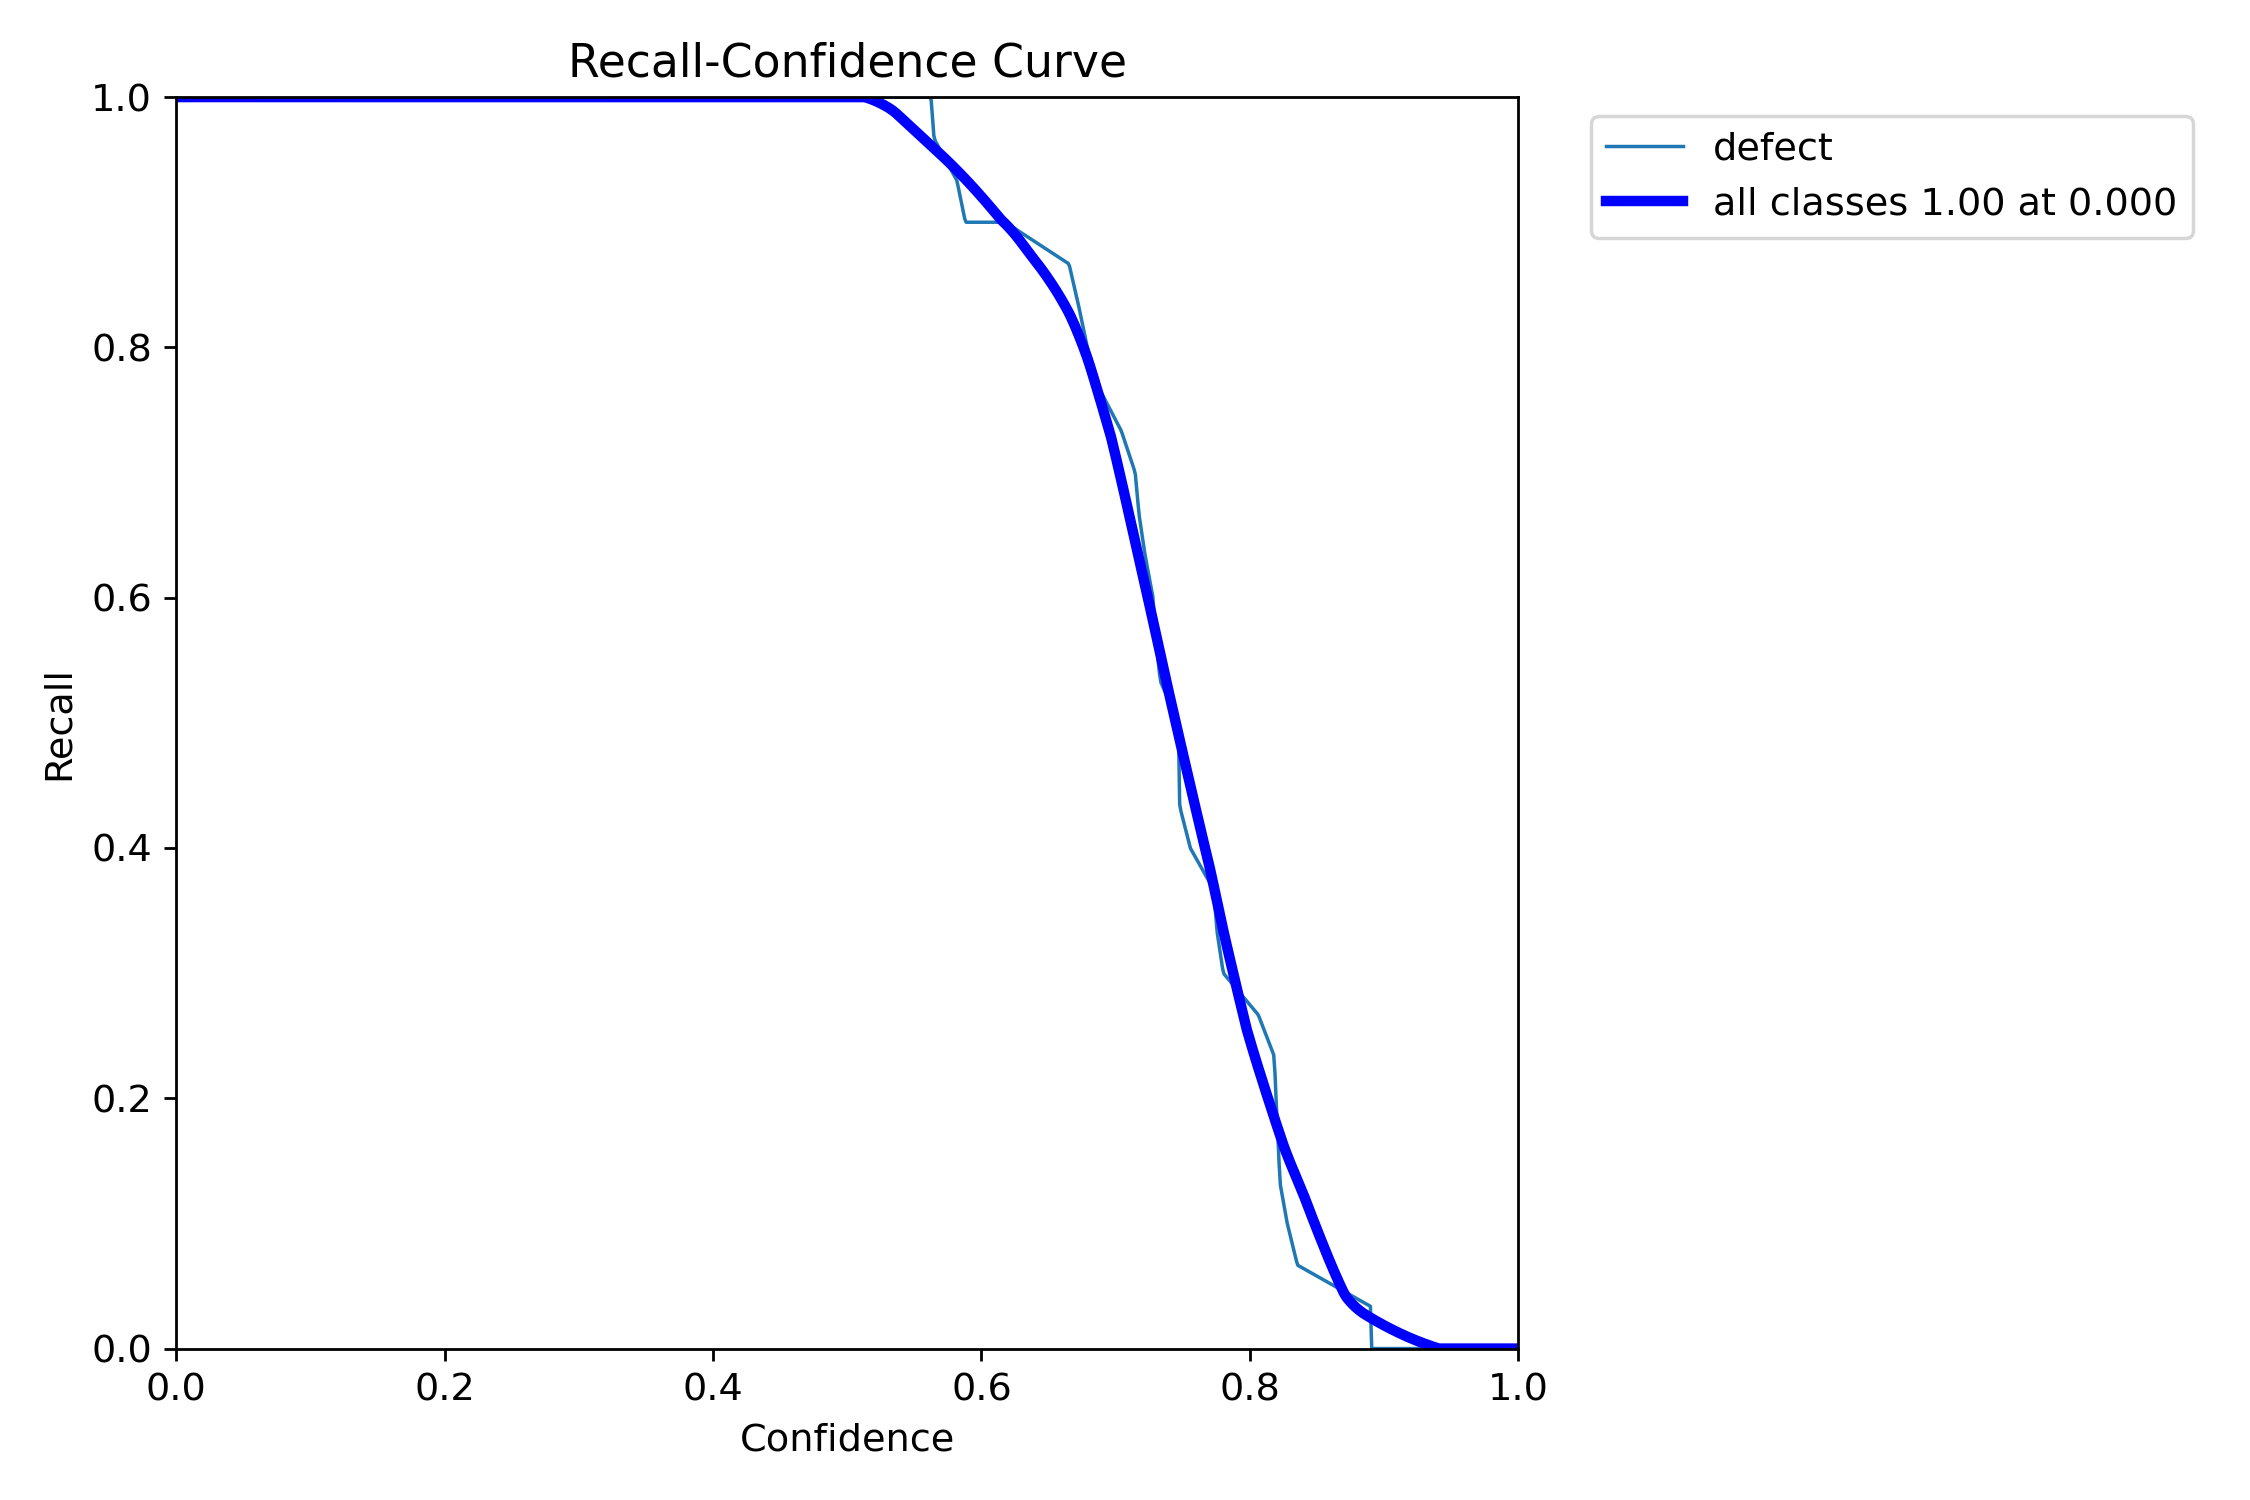 Recall-Confidence Curve
defect
all classes 1.00 at 0.000
Recall
1.0
0.8
0.6
0.4
0.2
0.0
0.0 0.2 0.4 0.6 0.8 1.0
Confidence